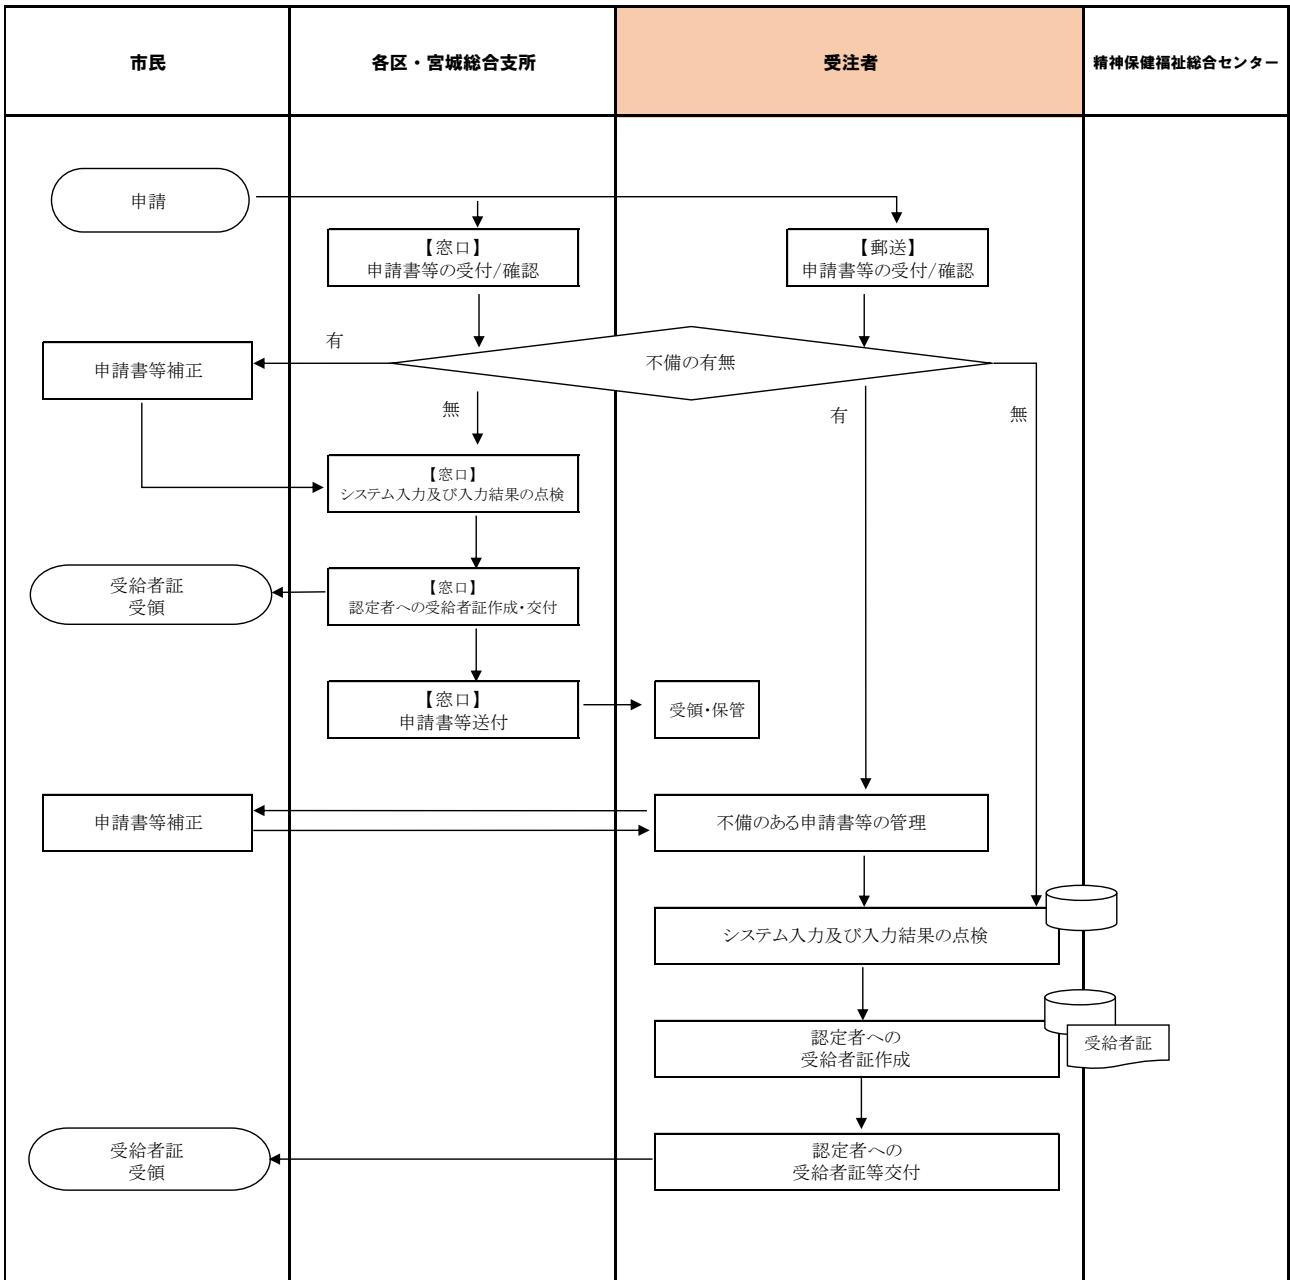 市民
各区・宮城総合支所
受注者
精神保健福祉総合センター
申請
【窓口】
申請書等の受付/確認
【郵送】
申請書等の受付/確認
有
申請書等補正
不備の有無
無
有
無
【窓口】
システム入力及び入力結果の点検
受給者証
受領
【窓口】
認定者への受給者証作成・交付
【窓口】
申請書等送付
受領・保管
申請書等補正
不備のある申請書等の管理
システム入力及び入力結果の点検
認定者への
受給者証作成
受給者証
受給者証
受領
認定者への
受給者証等交付